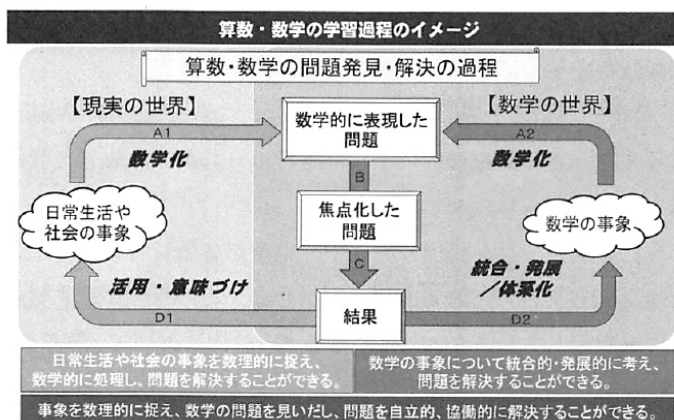 算数・数学の学習過程のイメージ
算数・数学の問題発見・解決の過程
【現実の世界】
【数学の世界】
A1
数学化
数学的に表現した
問題
A2
数学化
B
日常生活や
社会の事象
焦点化した
問題
数学の事象
C
活用・意味づけ
統合・発展
/体系化
D1
結果
D2
日常生活や社会の事象を数理的に捉え、
数学的に処理し、問題を解決することができる。
数学の事象について統合的・発展的に考え、
問題を解決することができる。
事象を数理的に捉え、数学の問題を見いだし、問題を自立的、協働的に解決することができる。